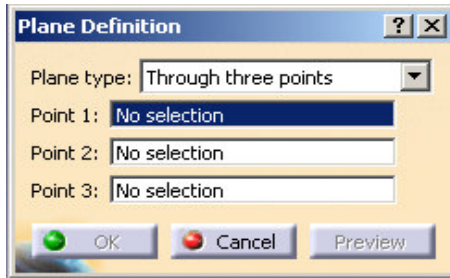 Plane Definition
Plane type: Through three points
Point 1: No selection
Point 2: No selection
Point 3: No selection
OK Cancel Preview